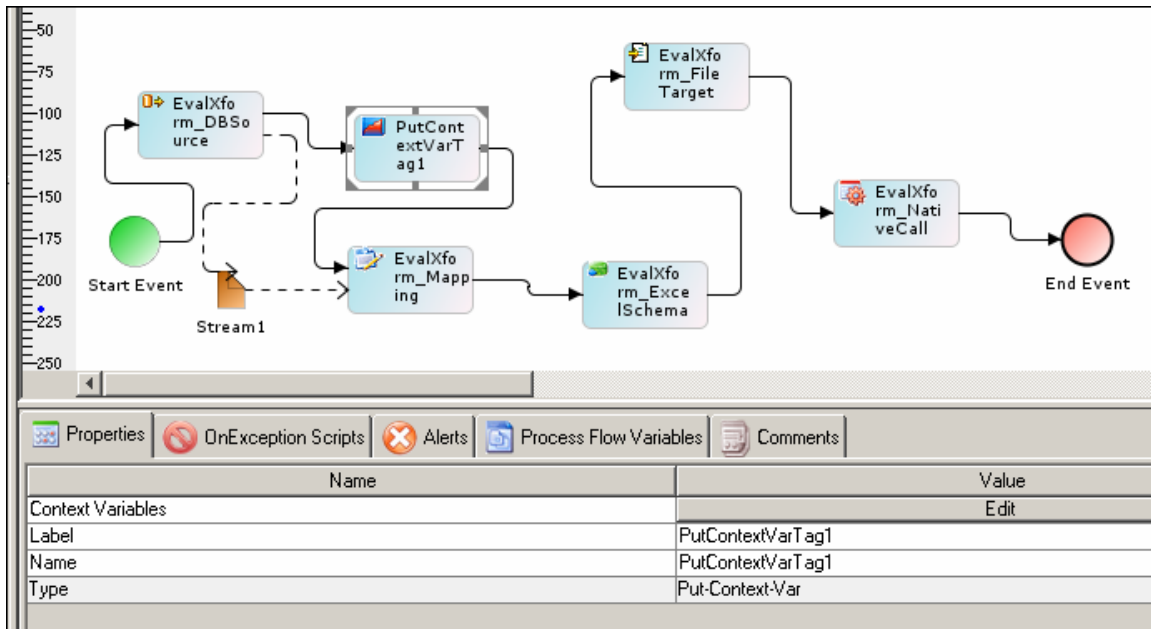 50
75
100
125
150
175
200
225
250
EvalXfo
rm_DBSo
urce
PutCont
extVarT
ag1
EvalXfo
rm_File
Target
EvalXfo
rm_Nati
veCall
Start Event
EvalXfo
rm_Mapp
ing
EvalXfo
rm_Exce
lSchema
End Event
Stream1
Properties
OnException Scripts
Alerts
Process Flow Variables
Comments
Name Value
Context Variables Edit
Label PutContextVarTag1
Name PutContextVarTag1
Type Put-Context-Var